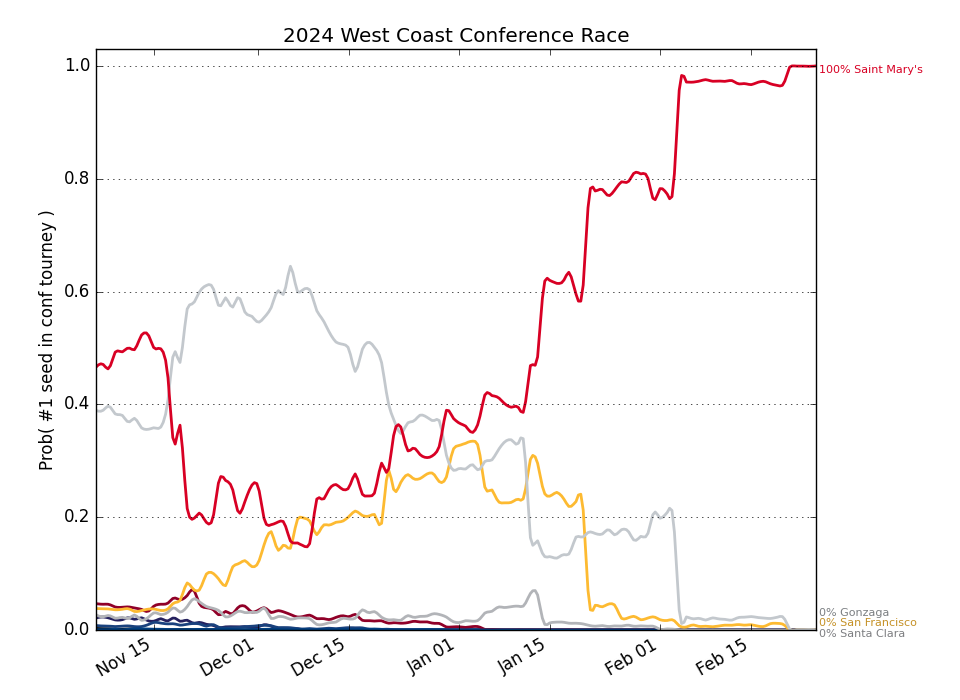 2024 West Coast Conference Race
Prob( #1 seed in conf tourney )
1.0
0.8
0.6
0.4
0.2
0.0
Nov 15
Dec 01
Dec 15
Jan 01
Jan 15
Feb 01
Feb 15
100% Saint Mary's
0% Gonzaga
0% San Francisco
0% Santa Clara